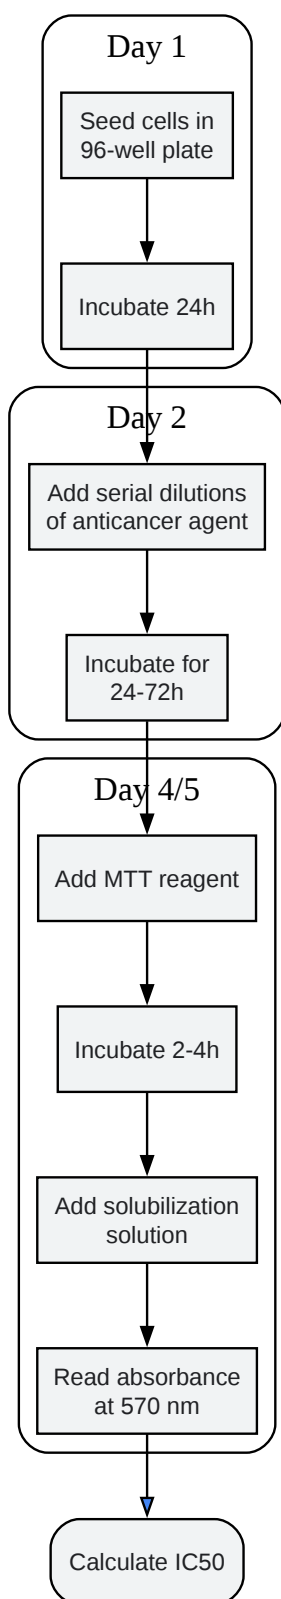 Day 1
Seed cells in
96-well plate
Incubate 24h
Day 2
Add serial dilutions
of anticancer agent
Incubate for
24-72h
Day 4/5
Add MTT reagent
Incubate 2-4h
Add solubilization
solution
Read absorbance
at 570 nm
Calculate IC50